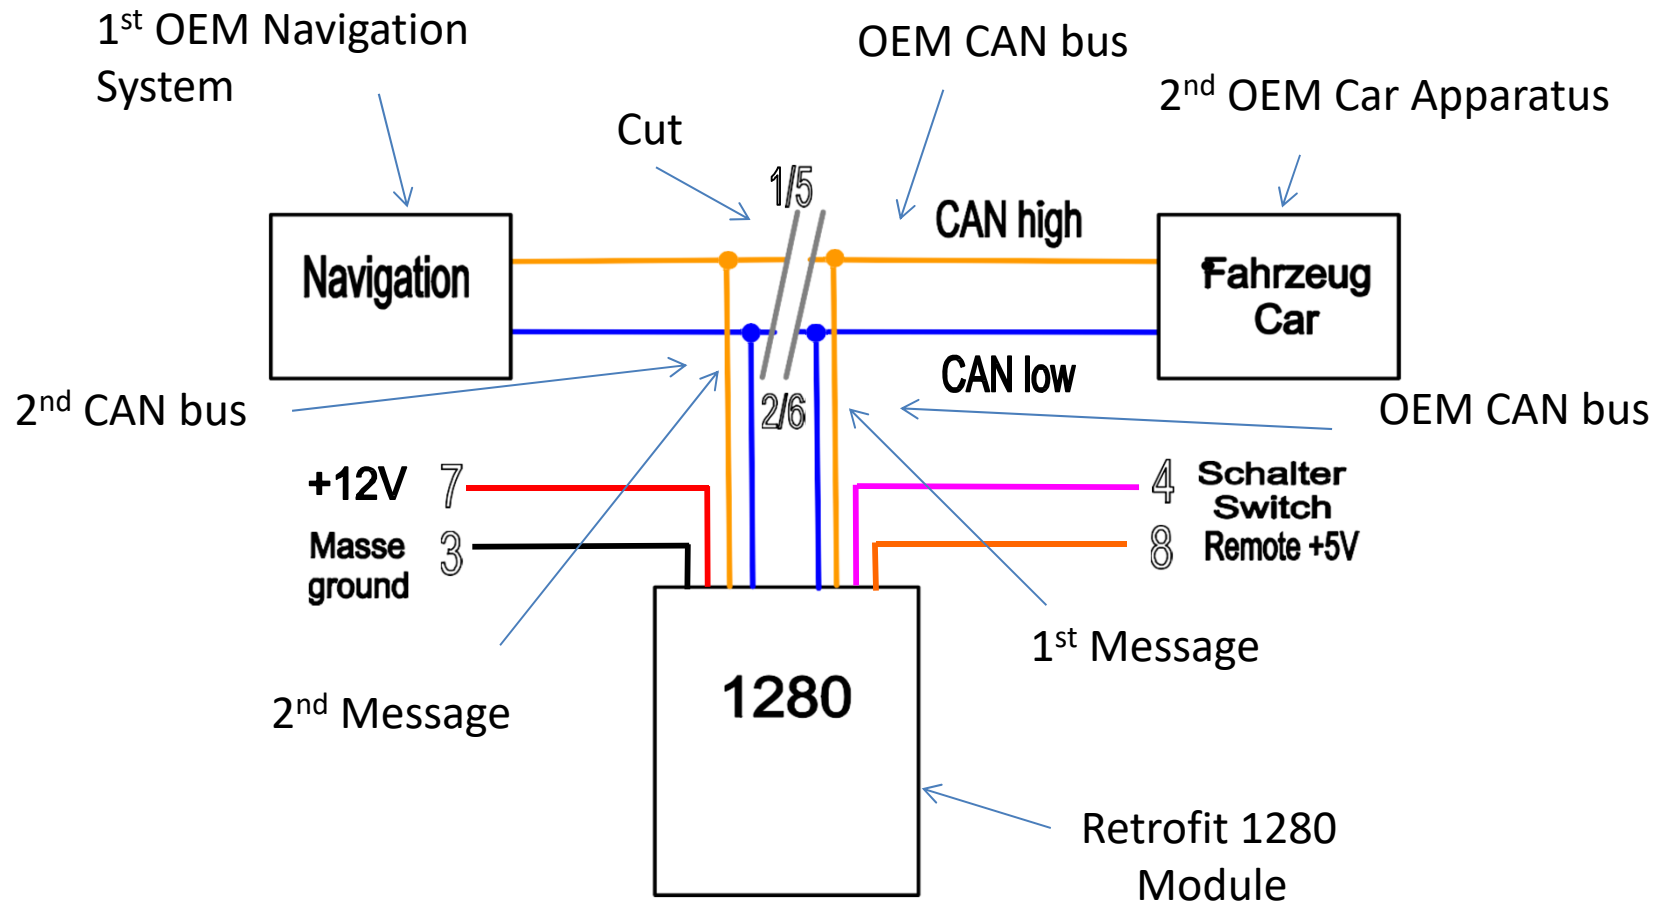 1st OEM Navigation
System
OEM CAN bus
2nd OEM Car Apparatus
Cut
1/5
CAN high
Navigation
Fahrzeug
Car
CAN low
2nd CAN bus
2/6
OEM CAN bus
+12V 7
4 Schalter
Switch
Masse
ground
3
8 Remote +5V
1st Message
2nd Message
1280
Retrofit 1280
Module